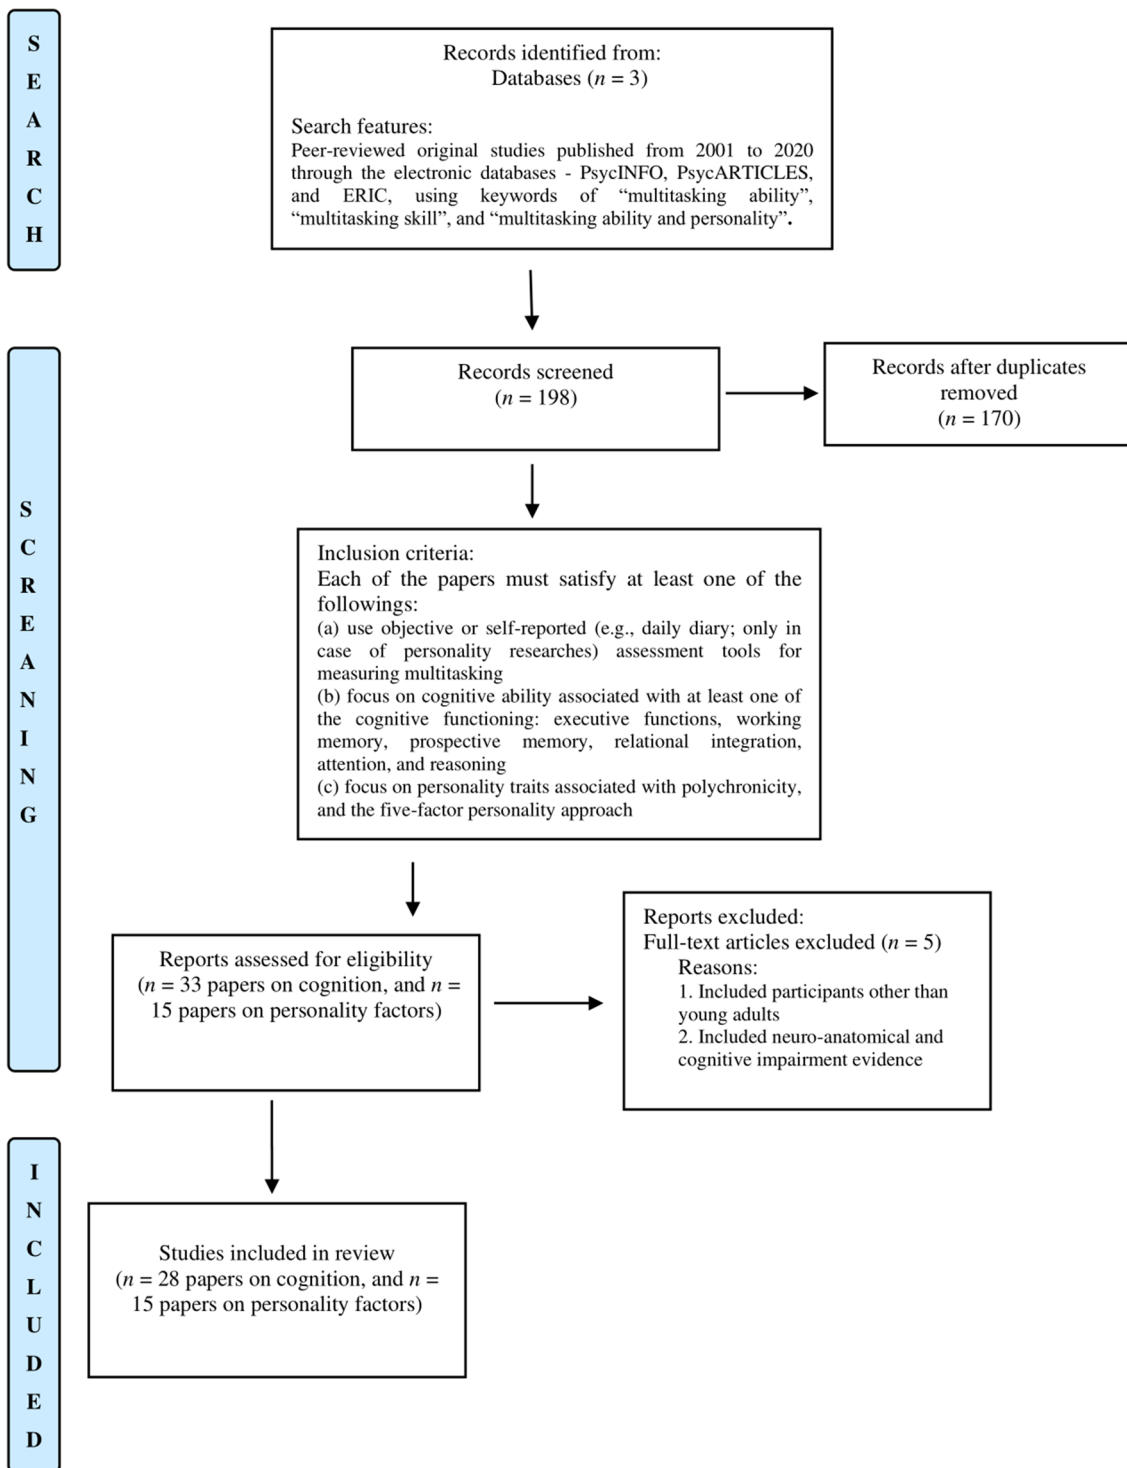 SEARCH
Records identified from:
Databases (n = 3)
Search features:
Peer-reviewed original studies published from 2001 to 2020
through the electronic databases - PsycINFO, PsycARTICLES,
and ERIC, using keywords of “multitasking ability”,
“multitasking skill”, and “multitasking ability and personality”.
SCREANING
Records screened
(n = 198)
Records after duplicates
removed
(n = 170)
Inclusion criteria:
Each of the papers must satisfy at least one of the
followings:
(a) use objective or self-reported (e.g., daily diary; only in
case of personality researches) assessment tools for
measuring multitasking
(b) focus on cognitive ability associated with at least one of
the cognitive functioning: executive functions, working
memory, prospective memory, relational integration,
attention, and reasoning
(c) focus on personality traits associated with polychronicity,
and the five-factor personality approach
Reports assessed for eligibility
(n = 33 papers on cognition, and n =
15 papers on personality factors)
Reports excluded:
Full-text articles excluded (n = 5)
Reasons:
1. Included participants other than
young adults
2. Included neuro-anatomical and
cognitive impairment evidence
INCLUDED
Studies included in review
(n = 28 papers on cognition, and n =
15 papers on personality factors)